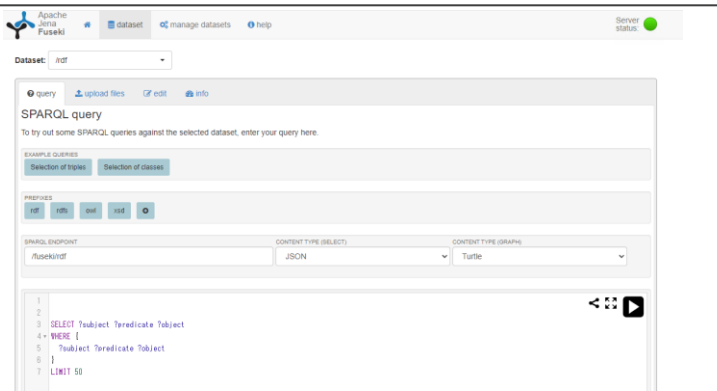 Apache
Jena
Fuseki
dataset
manage datasets
help
Server
status:
Dataset: /rdf
query
upload files
edit
info
SPARQL query
To try out some SPARQL queries against the selected dataset, enter your query here.
EXAMPLE QUERIES
Selection of triples
Selection of classes
PREFIXES
rdf
rdfs
owl
xsd
SPARQL ENDPOINT
CONTENT TYPE (SELECT)
CONTENT TYPE (GRAPH)
/fuseki/rdf
JSON
Turtle
1
2
3 SELECT ?subject ?predicate ?object
4 WHERE {
5 ?subject ?predicate ?object
6 }
7 LIMIT 50